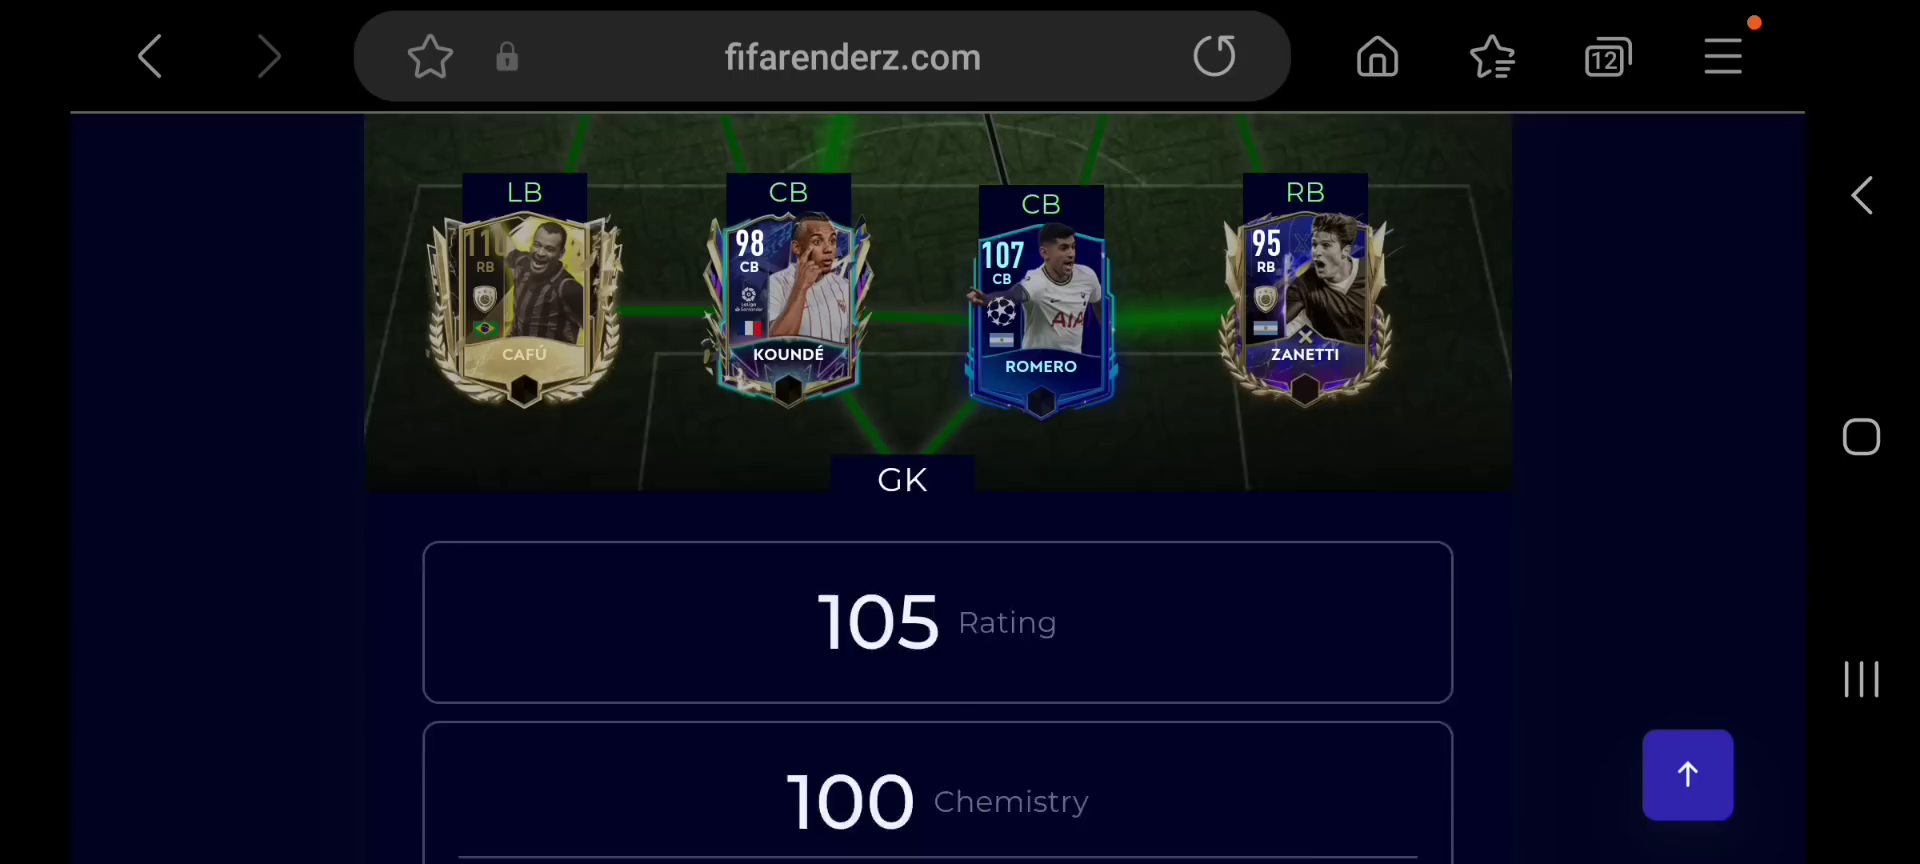 fifarenderz.com
12
LB
CB
CB
RB
110
RB
CAFÚ
98
CB
KOUNDÉ
107
CB
AIA
ROMERO
95
RB
ZANETTI
GK
105 Rating
100 Chemistry